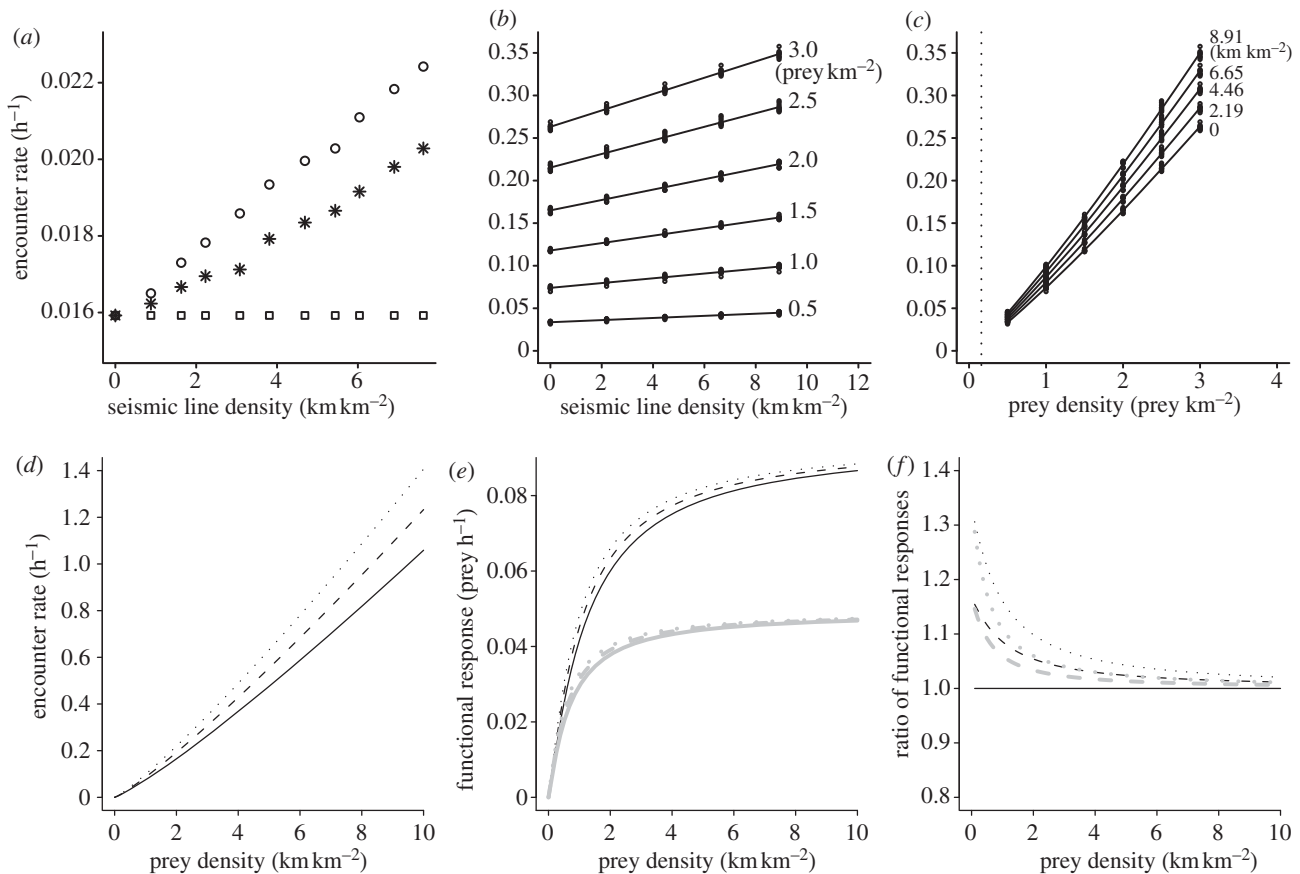 (a)
encounter rate (h−1)
0.022
0.020
0.018
0.016
0 2 4 6
seismic line density (km km−2)
(b)
0.35
0.30
0.25
0.20
0.15
0.10
0.05
0
3.0
(prey km−2)
2.5
2.0
1.5
1.0
0.5
0 2 4 6 8 10 12
seismic line density (km km−2)
(c)
0.35
0.30
0.25
0.20
0.15
0.10
0.05
0
8.91
(km km−2)
6.65
4.46
2.19
0
0 1 2 3 4
prey density (prey km−2)
(d)
encounter rate (h−1)
1.4
1.2
1.0
0.8
0.6
0.4
0.2
0
0 2 4 6 8 10
prey density (km km−2)
(e)
functional response (prey h−1)
0.08
0.06
0.04
0.02
0
0 2 4 6 8 10
prey density (km km−2)
(f)
ratio of functional responses
1.4
1.3
1.2
1.1
1.0
0.9
0.8
0 2 4 6 8 10
prey density (km km−2)